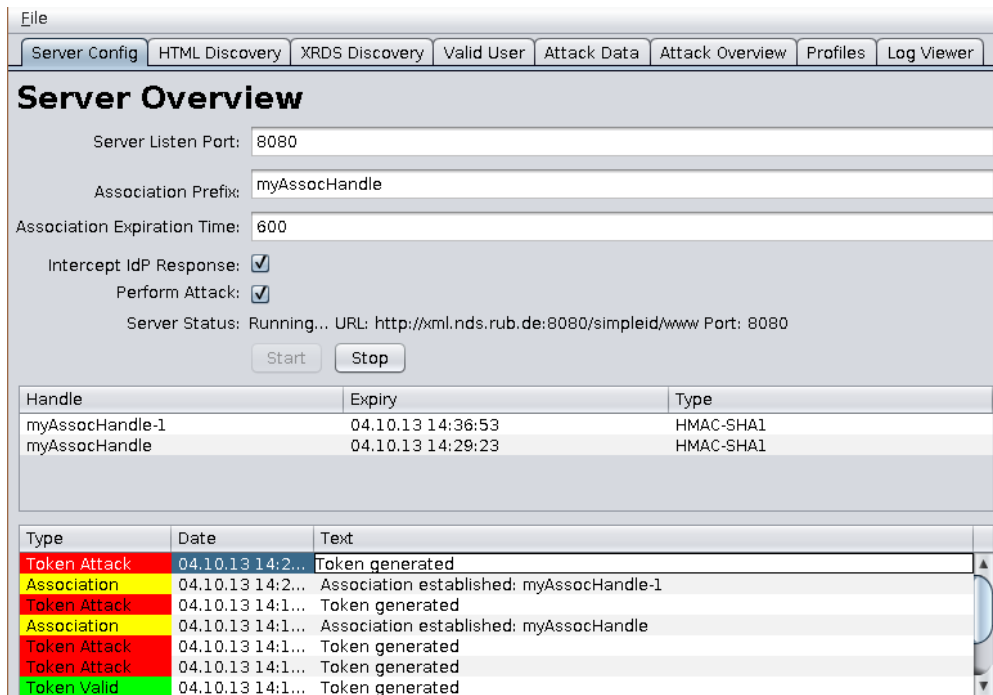 File
Server Config HTML Discovery XRDS Discovery Valid User Attack Data Attack Overview Profiles Log Viewer
Server Overview
Server Listen Port: 8080
Association Prefix: myAssocHandle
Association Expiration Time: 600
Intercept IdP Response:
Perform Attack:
Server Status: Running... URL: http://xml.nds.rub.de:8080/simpleid/www Port: 8080
Start Stop
Handle Expiry Type
myAssocHandle-1 04.10.13 14:36:53 HMAC-SHA1
myAssocHandle 04.10.13 14:29:23 HMAC-SHA1
Type Date Text
Token Attack 04.10.13 14:2... Token generated
Association 04.10.13 14:2... Association established: myAssocHandle-1
Token Attack 04.10.13 14:1... Token generated
Association 04.10.13 14:1... Association established: myAssocHandle
Token Attack 04.10.13 14:1... Token generated
Token Attack 04.10.13 14:1... Token generated
Token Valid 04.10.13 14:1... Token generated